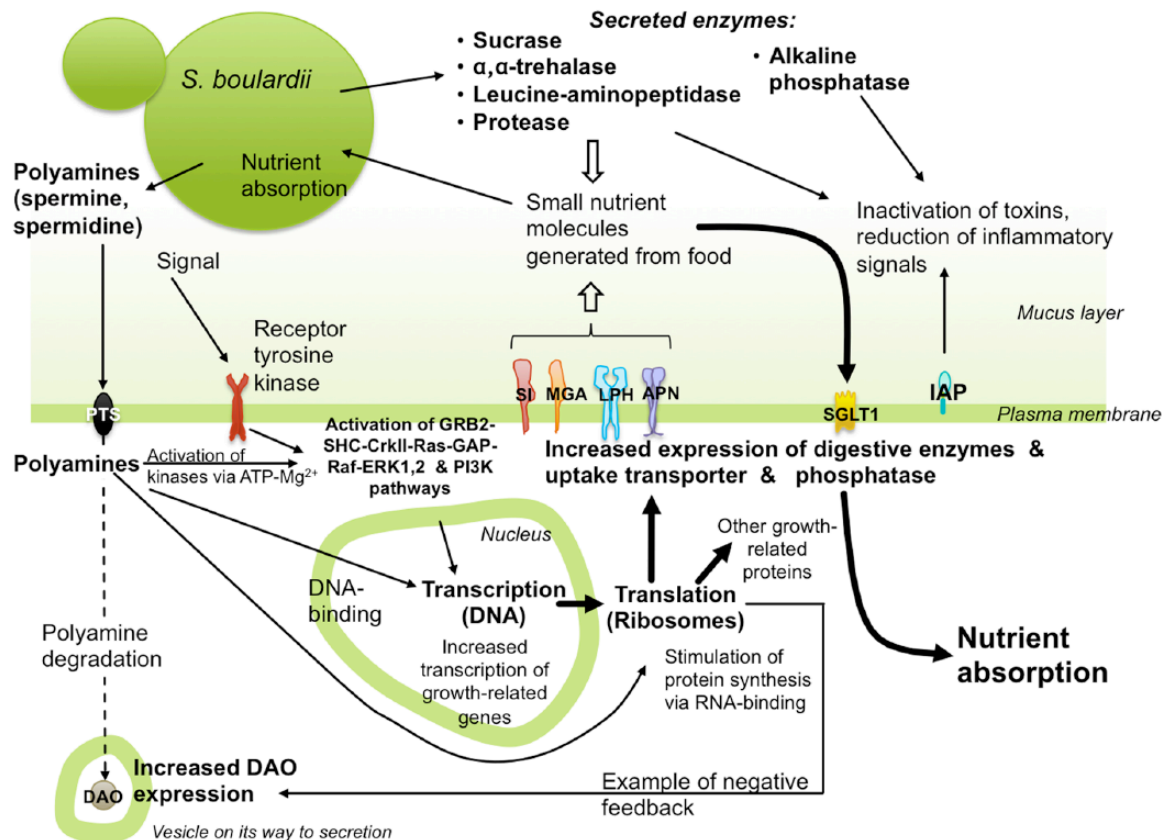 Secreted enzymes:
• Sucrase
• α,α-trehalase
• Leucine-aminopeptidase
• Protease
• Alkaline
phosphatase
S. boulardii
Nutrient
absorption
Polyamines
(spermine,
spermidine)
Signal
Small nutrient
molecules
generated from food
Inactivation of toxins,
reduction of inflammatory
signals
Mucus layer
Receptor
tyrosine
kinase
PTS
SI
MGA
LPH
APN
SGLT1
IAP
Plasma membrane
Polyamines
Activation of
kinases via ATP-Mg²⁺
Activation of GRB2-
SHC-CrkII-Ras-GAP-
Raf-ERK1,2 & PI3K
pathways
Increased expression of digestive enzymes &
uptake transporter & phosphatase
Nucleus
DNA-
binding
Transcription
(DNA)
Increased
transcription of
growth-related
genes
Translation
(Ribosomes)
Other growth-
related
proteins
Stimulation of
protein synthesis
via RNA-binding
Nutrient
absorption
Polyamine
degradation
DAO
Increased DAO
expression
Example of negative
feedback
Vesicle on its way to secretion